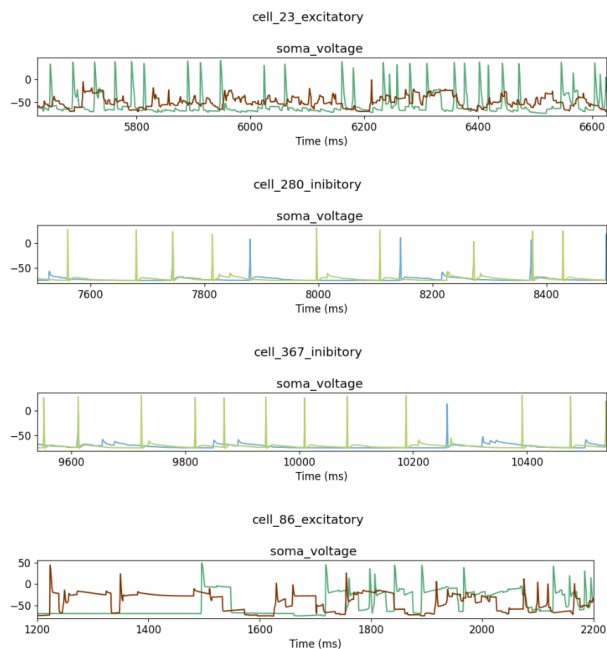 cell_23_excitatory
soma_voltage
0
−50
5800 6000 6200 6400 6600
Time (ms)
cell_280_inibitory
soma_voltage
0
−50
7600 7800 8000 8200 8400
Time (ms)
cell_367_inibitory
soma_voltage
0
−50
9600 9800 10000 10200 10400
Time (ms)
cell_86_excitatory
soma_voltage
50
0
−50
1200 1400 1600 1800 2000 2200
Time (ms)